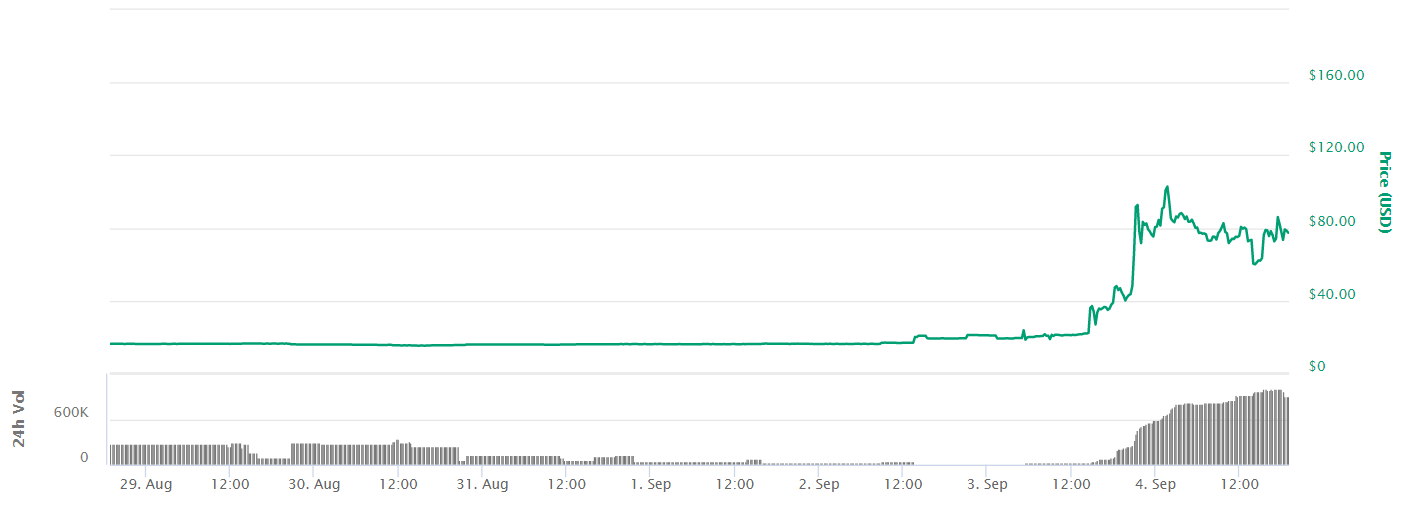 $160.00
$120.00
$80.00
$40.00
$0
Price (USD)
24h Vol
600K
0
29. Aug 12:00 30. Aug 12:00 31. Aug 12:00 1. Sep 12:00 2. Sep 12:00 3. Sep 12:00 4. Sep 12:00